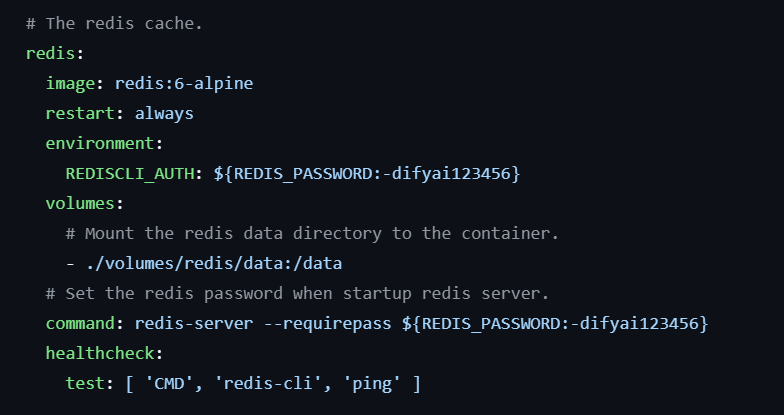 # The redis cache.
redis:
  image: redis:6-alpine
  restart: always
  environment:
    REDISCLI_AUTH: ${REDIS_PASSWORD:-difyai123456}
  volumes:
    # Mount the redis data directory to the container.
    - ./volumes/redis/data:/data
  # Set the redis password when startup redis server.
  command: redis-server --requirepass ${REDIS_PASSWORD:-difyai123456}
  healthcheck:
    test: [ 'CMD', 'redis-cli', 'ping' ]